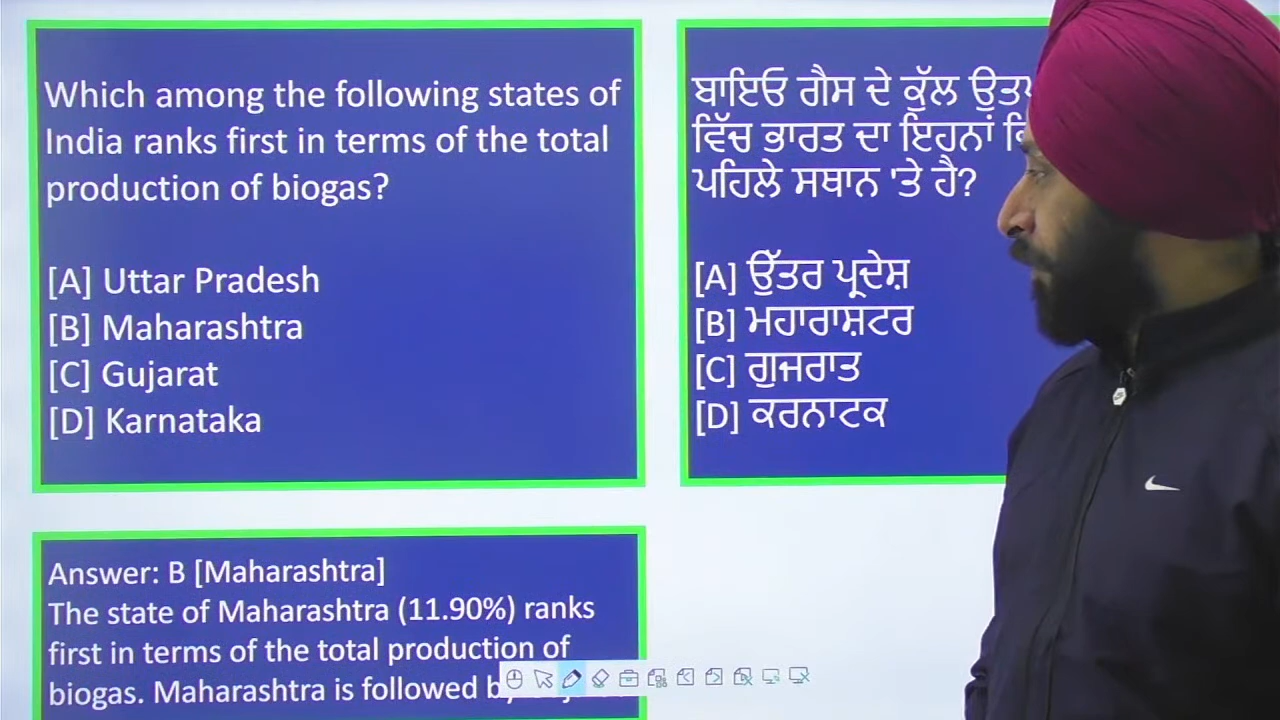 Which among the following states of
India ranks first in terms of the total
production of biogas?
[A] Uttar Pradesh
[B] Maharashtra
[C] Gujarat
[D] Karnataka
ਬਾਇਓ ਗੈਸ ਦੇ ਕੁੱਲ
ਵਿੱਚ ਭਾਰਤ ਦਾ ਇਹਨਾਂ
ਪਹਿਲੇ ਸਥਾਨ 'ਤੇ ਹੈ?
[A] ਉੱਤਰ ਪ੍ਰਦੇਸ਼
[B] ਮਹਾਰਾਸ਼ਟਰ
[C] ਗੁਜਰਾਤ
[D] ਕਰਨਾਟਕ
Answer: B [Maharashtra]
The state of Maharashtra (11.90%) ranks
first in terms of the total production of
biogas. Maharashtra is followed